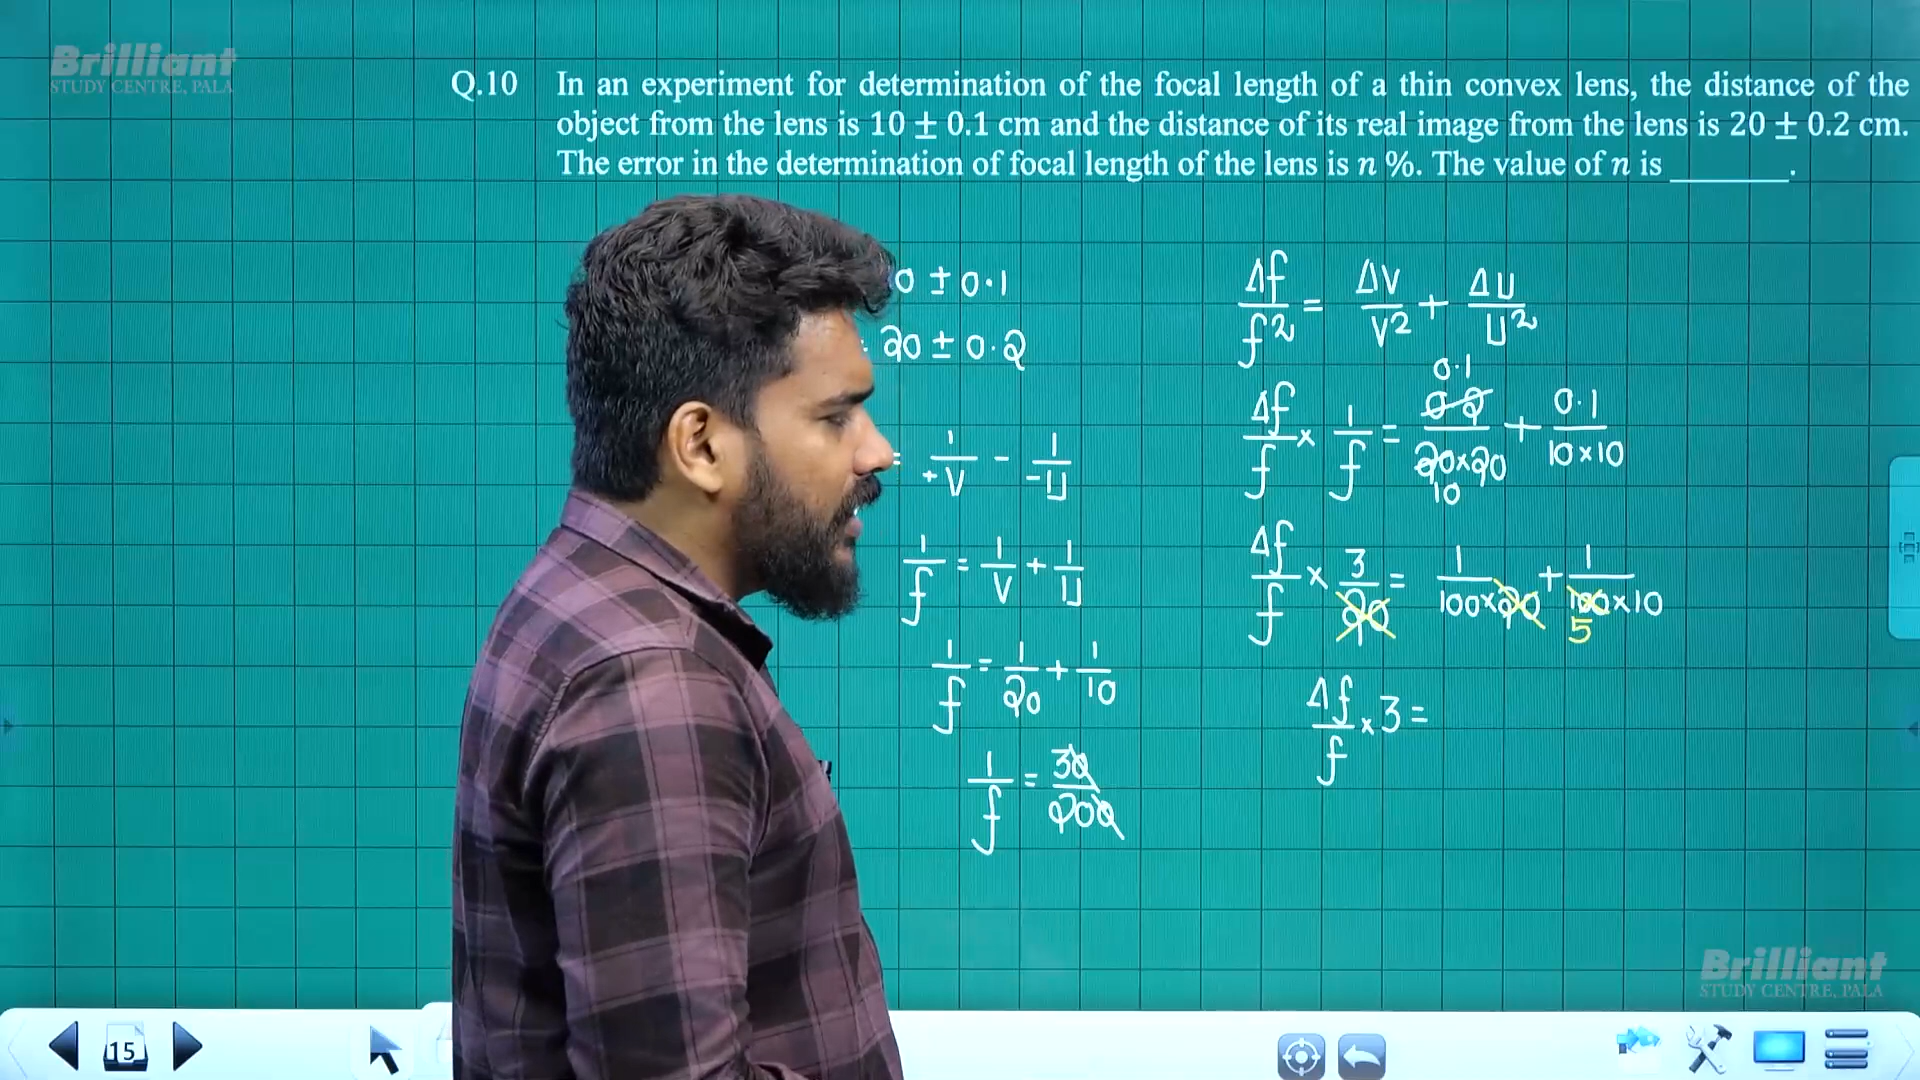 Brilliant
STUDY CENTRE, PALA
Q.10 In an experiment for determination of the focal length of a thin convex lens, the distance of the
object from the lens is 10 ± 0.1 cm and the distance of its real image from the lens is 20 ± 0.2 cm.
The error in the determination of focal length of the lens is n %. The value of n is ________.
0 ± 0.1
: 20 ± 0.2
= 1/+V - 1/-U
1/f = 1/V + 1/U
1/f = 1/20 + 1/10
1/f = 30/200
Δf/f² = ΔV/V² + ΔU/U²
0.1
Δf/f × 1/f = 0.2/20×20 + 0.1/10×10
10
Δf/f × 3/20 = 1/100×20 + 1/100×10
5
Δf/f × 3 =
Brilliant
STUDY CENTRE, PALA
15